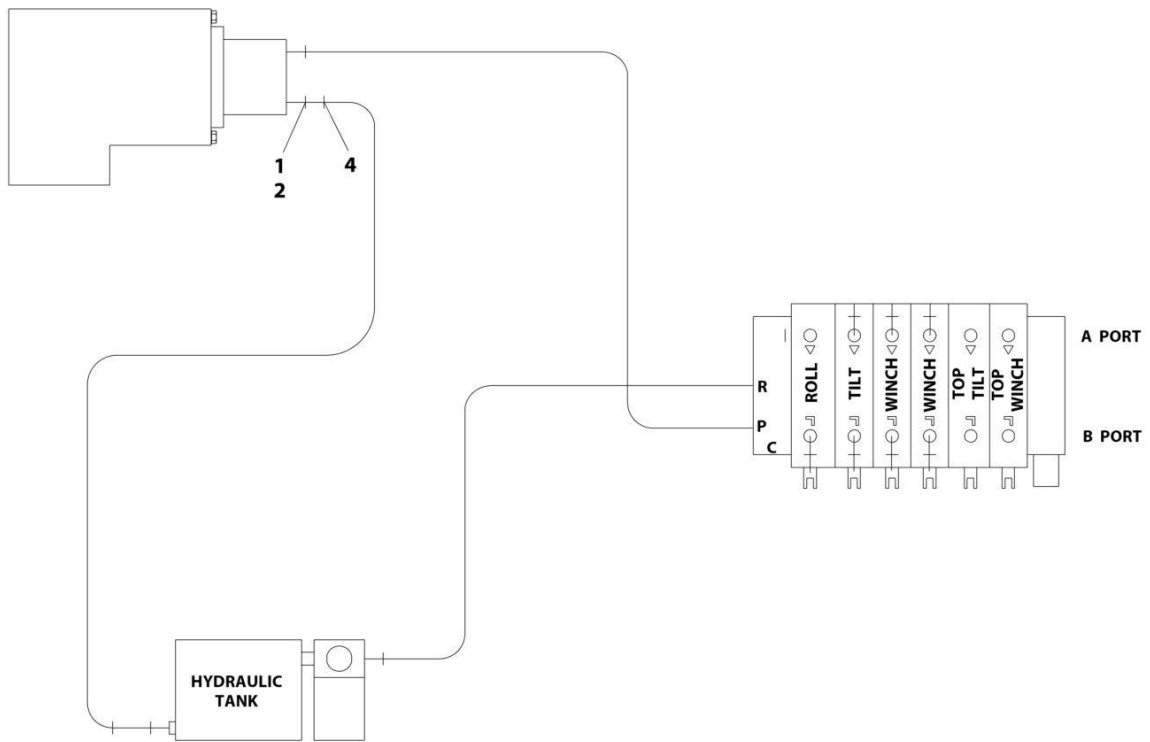 1
2
4
A PORT
R
ROLL
TILT
WINCH
WINCH
TOP
TILT
TOP
WINCH
P
B PORT
C
HYDRAULIC
TANK